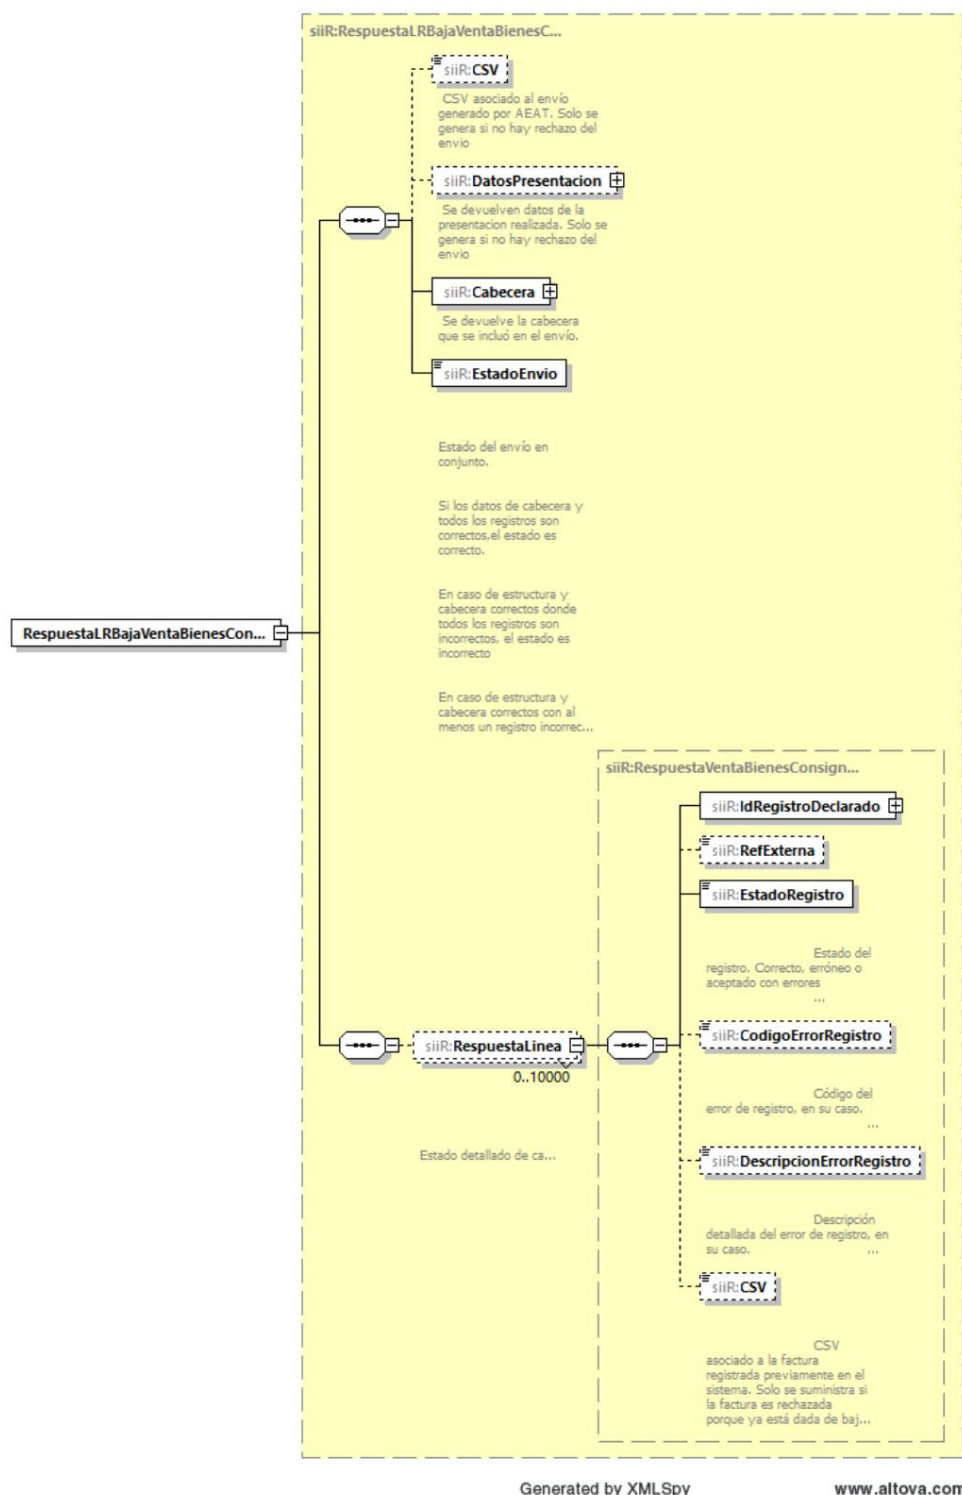 siiR:RespuestaLRBajaVentaBienesC...
siiR:CSV
CSV asociado al envío
generado por AEAT. Solo se
genera si no hay rechazo del
envio
siiR:DatosPresentacion
Se devuelven datos de la
presentacion realizada. Solo se
genera si no hay rechazo del
envio
siiR:Cabecera
Se devuelve la cabecera
que se incluó en el envío.
siiR:EstadoEnvio
Estado del envío en
conjunto.
Si los datos de cabecera y
todos los registros son
correctos,el estado es
correcto.
En caso de estructura y
cabecera correctos donde
todos los registros son
incorrectos, el estado es
incorrecto
En caso de estructura y
cabecera correctos con al
menos un registro incorrec...
RespuestaLRBajaVentaBienesCon...
siiR:RespuestaVentaBienesConsign...
siiR:IdRegistroDeclarado
siiR:RefExterna
siiR:EstadoRegistro
Estado del
registro. Correcto, erróneo o
aceptado con errores
...
siiR:RespuestaLinea
0..10000
Estado detallado de ca...
siiR:CodigoErrorRegistro
Código del
error de registro, en su caso.
...
siiR:DescripcionErrorRegistro
Descripción
detallada del error de registro, en
su caso. ...
siiR:CSV
CSV
asociado a la factura
registrada previamente en el
sistema. Solo se suministra si
la factura es rechazada
porque ya está dada de baj...
Generated by XMLSpy www.altova.com